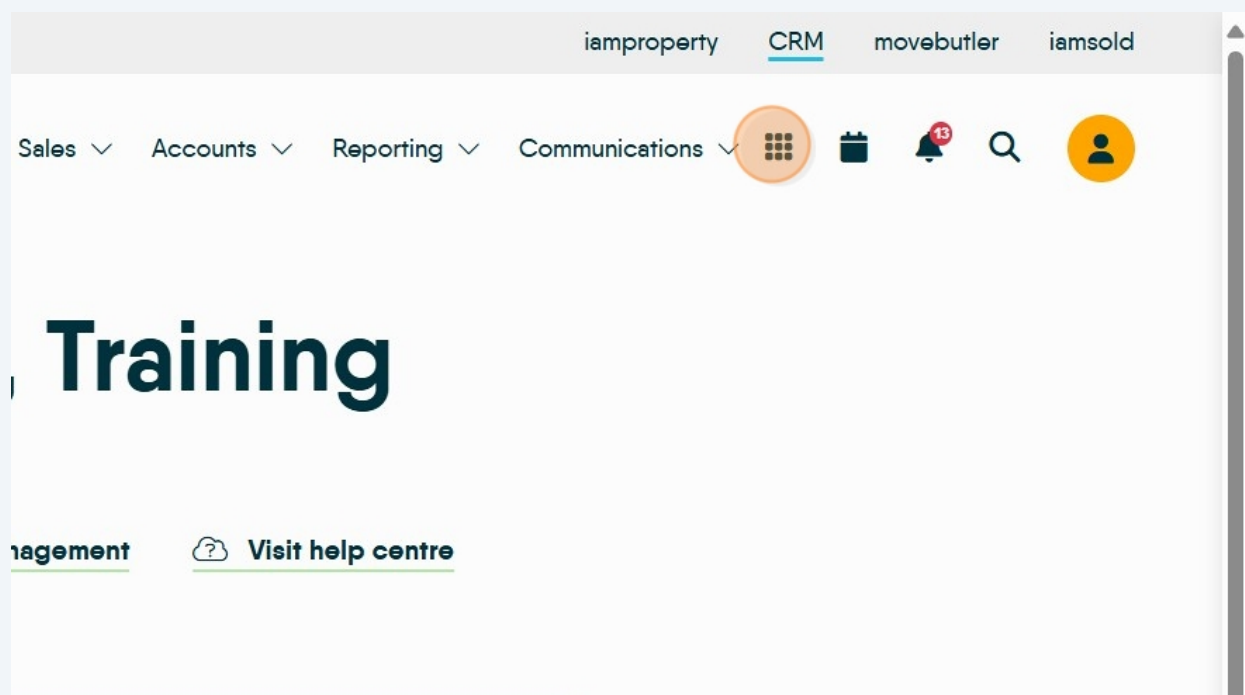 iamproperty CRM movebutler iamsold
Sales Accounts Reporting Communications 13
Training
Visit help centre